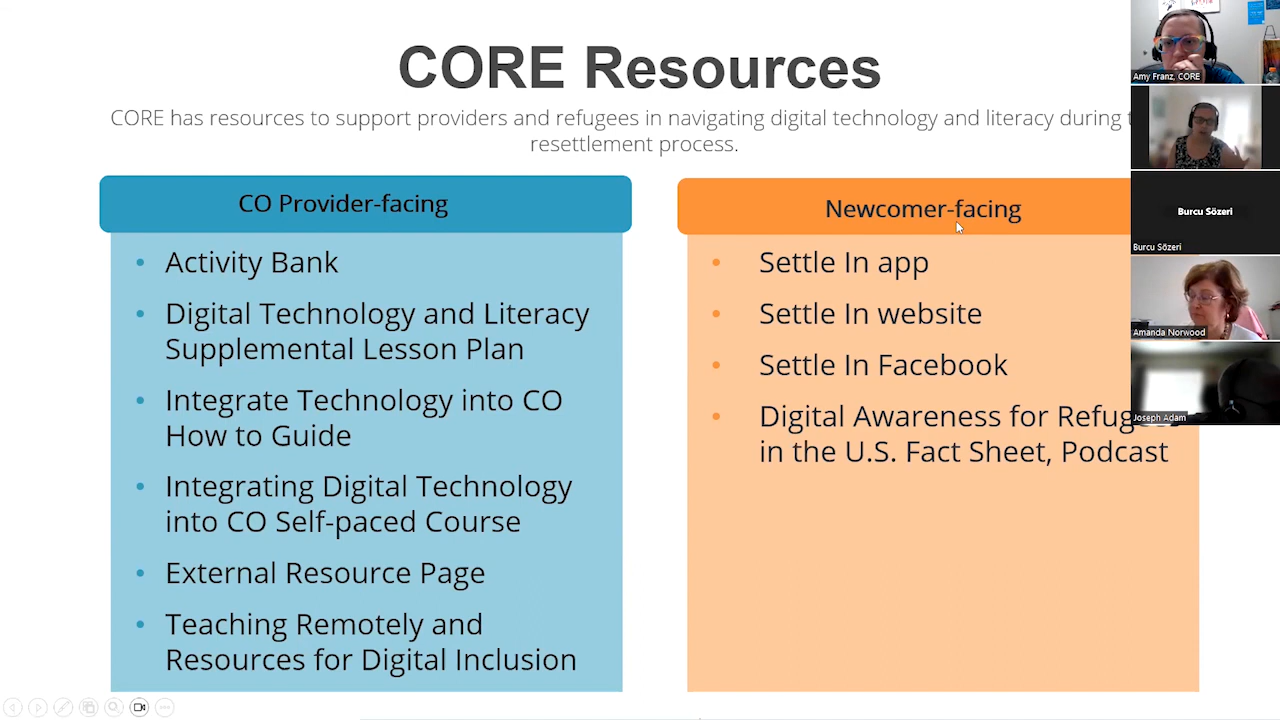 CORE Resources
CORE has resources to support providers and refugees in navigating digital technology and literacy during
resettlement process.
CO Provider-facing
Activity Bank
Digital Technology and Literacy
Supplemental Lesson Plan
Integrate Technology into CO
How to Guide
Integrating Digital Technology
into CO Self-paced Course
External Resource Page
Teaching Remotely and
Resources for Digital Inclusion
Newcomer-facing
Settle In app
Settle In website
Settle In Facebook
Digital Awareness for
in the U.S. Fact Sheet, Podcast
Amy Franz, CORE
Burcu Sözeri
Burcu Sözeri
Amanda Norwood
Joseph Adam